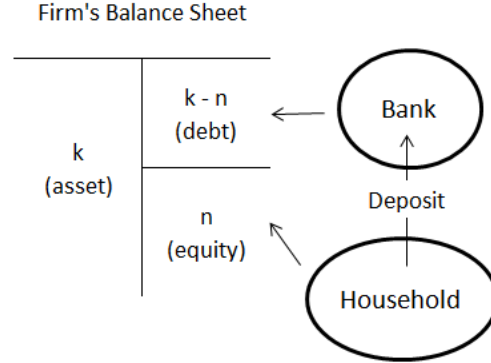 Firm's Balance Sheet
k
(asset)
k - n
(debt)
n
(equity)
Bank
Deposit
Household